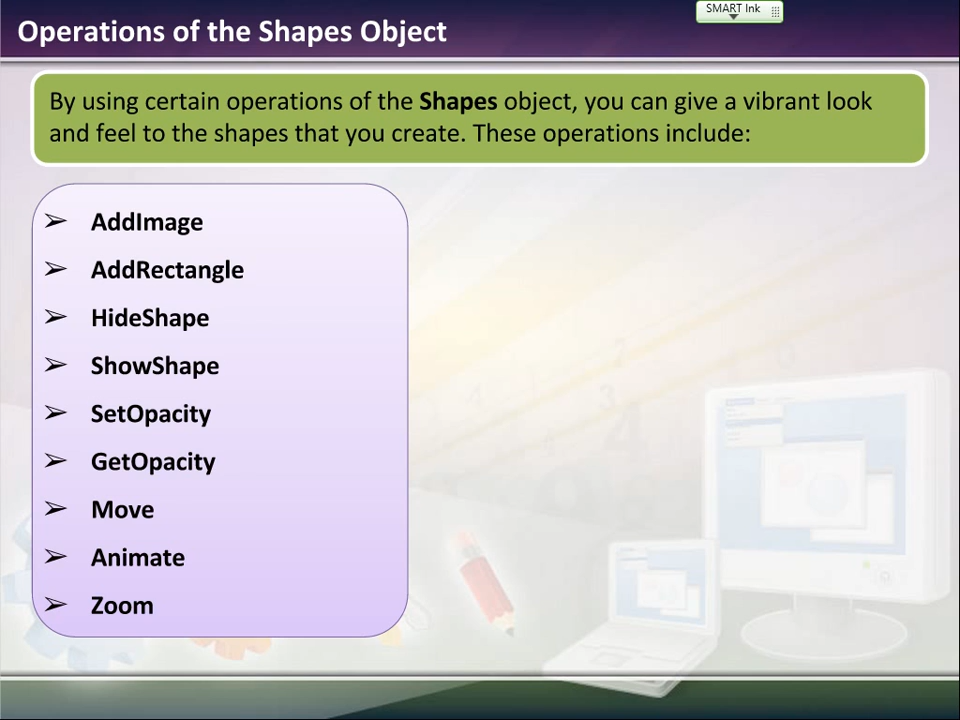 SMART Ink
Operations of the Shapes Object
By using certain operations of the Shapes object, you can give a vibrant look
and feel to the shapes that you create. These operations include:
➢ AddImage
➢ AddRectangle
➢ HideShape
➢ ShowShape
➢ SetOpacity
➢ GetOpacity
➢ Move
➢ Animate
➢ Zoom